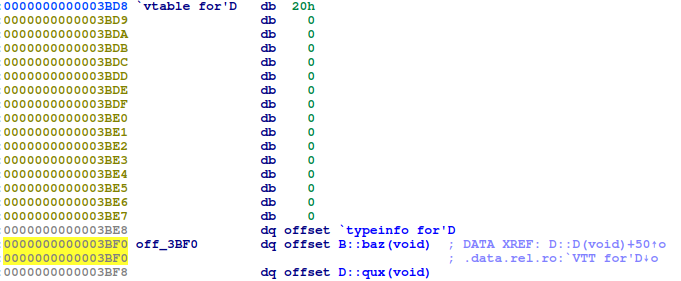 :0000000000003BD8 `vtable for'D db 20h
:0000000000003BD9 db 0
:0000000000003BDA db 0
:0000000000003BDB db 0
:0000000000003BDC db 0
:0000000000003BDD db 0
:0000000000003BDE db 0
:0000000000003BDF db 0
:0000000000003BE0 db 0
:0000000000003BE1 db 0
:0000000000003BE2 db 0
:0000000000003BE3 db 0
:0000000000003BE4 db 0
:0000000000003BE5 db 0
:0000000000003BE6 db 0
:0000000000003BE7 db 0
:0000000000003BE8 dq offset `typeinfo for'D
:0000000000003BF0 off_3BF0 dq offset B::baz(void) ; DATA XREF: D::D(void)+50↑o
:0000000000003BF0 ; .data.rel.ro:`VTT for'D↓o
:0000000000003BF8 dq offset D::qux(void)